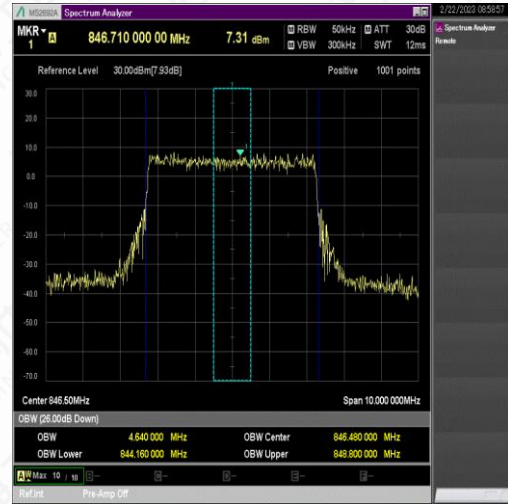 MS2692A Spectrum Analyzer
2/22/2023 08:58:57
MKR 1 A 846.710 000 00 MHz 7.31 dBm
RBW 50kHz ATT 30dB
VBW 300kHz SWT 12ms
Spectrum Analyzer
Remote
Reference Level 30.00dBm[7.93dB] Positive 1001 points
30.0
20.0
10.0
0.0
-10.0
-20.0
-30.0
-40.0
-50.0
-60.0
-70.0
1
Center 846.50MHz Span 10.000 000MHz
OBW (26.00dB Down)
OBW 4.640 000 MHz OBW Center 846.480 000 MHz
OBW Lower 844.160 000 MHz OBW Upper 848.800 000 MHz
A W Max 10 / 10
Ref.Int Pre-Amp Off